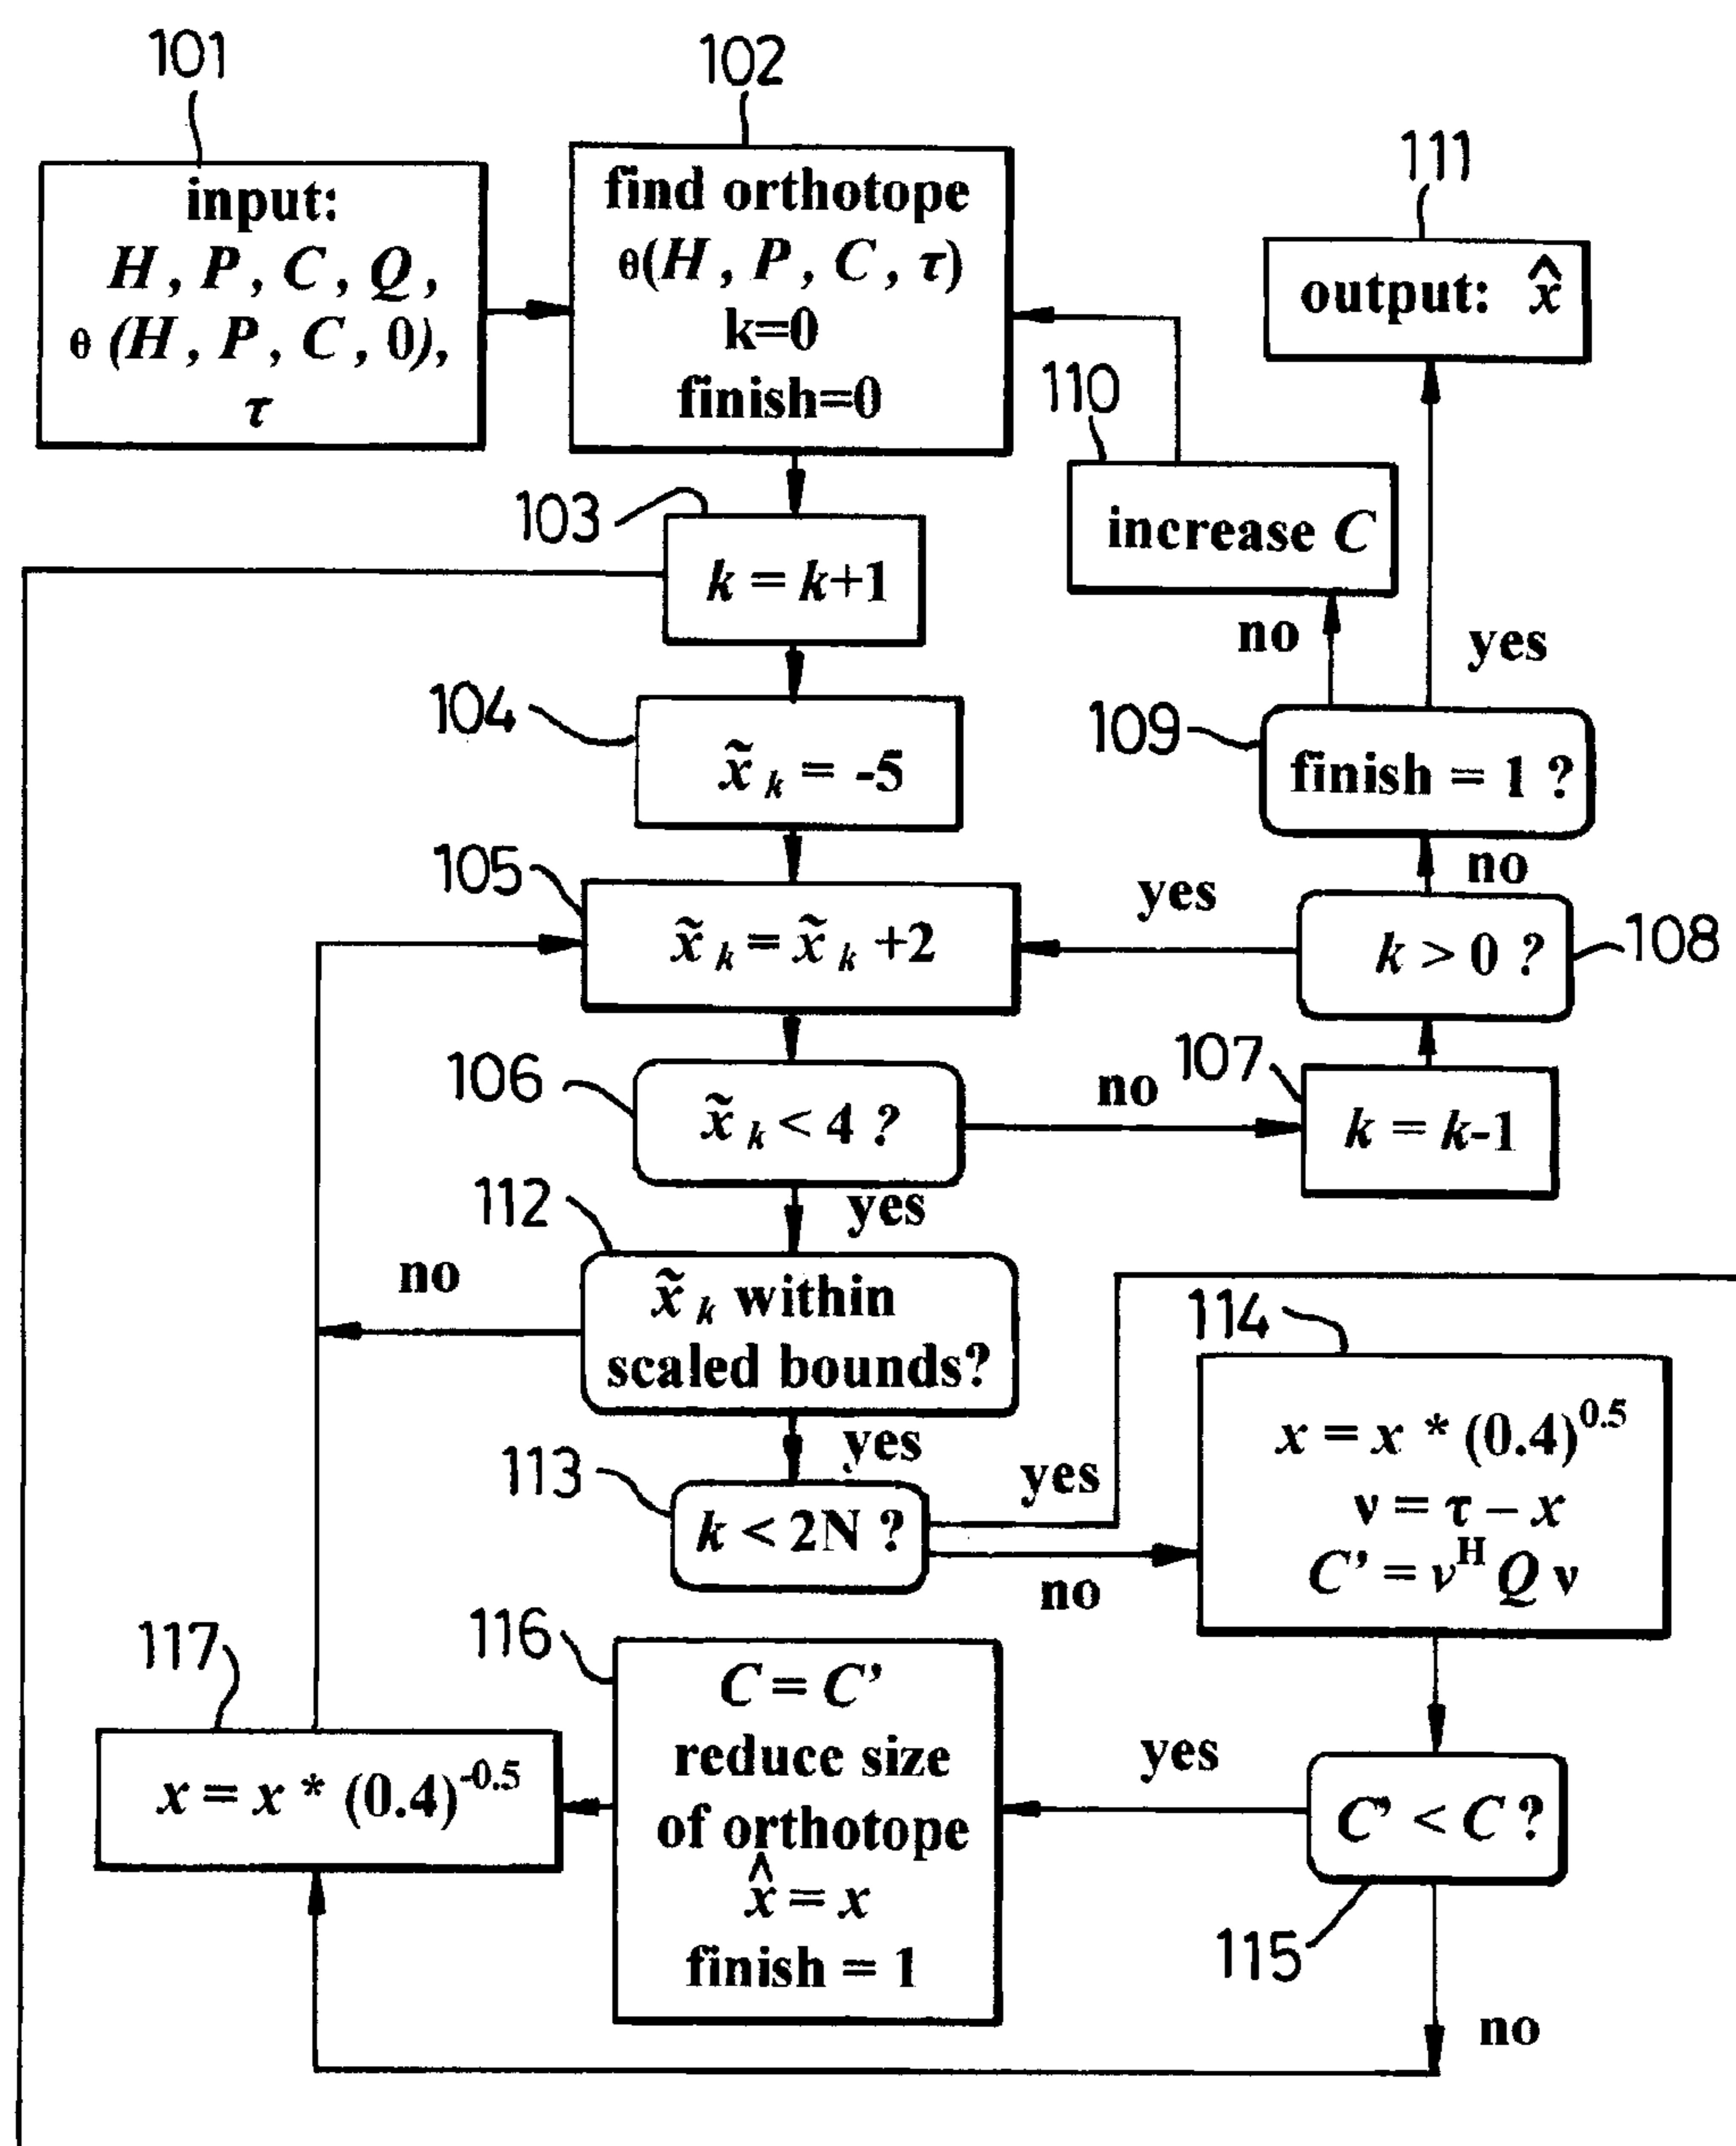 101
input:
H, P, C, Q,
θ (H, P, C, 0),
τ
102
find orthotope
θ(H, P, C, τ)
k=0
finish=0
111
output: x̂
110
increase C
103
k = k+1
no
yes
104
x̃ k = -5
109
finish = 1 ?
no
105
x̃ k = x̃ k +2
yes
k > 0 ?
108
106
x̃ k < 4 ?
no
107
k = k-1
yes
112
x̃ k within
scaled bounds?
no
yes
113
k < 2N ?
yes
no
114
x = x * (0.4)^0.5
v = τ – x
C' = v^H Q v
117
x = x * (0.4)^-0.5
116
C = C'
reduce size
of orthotope
x̂ = x
finish = 1
yes
C' < C ?
115
no